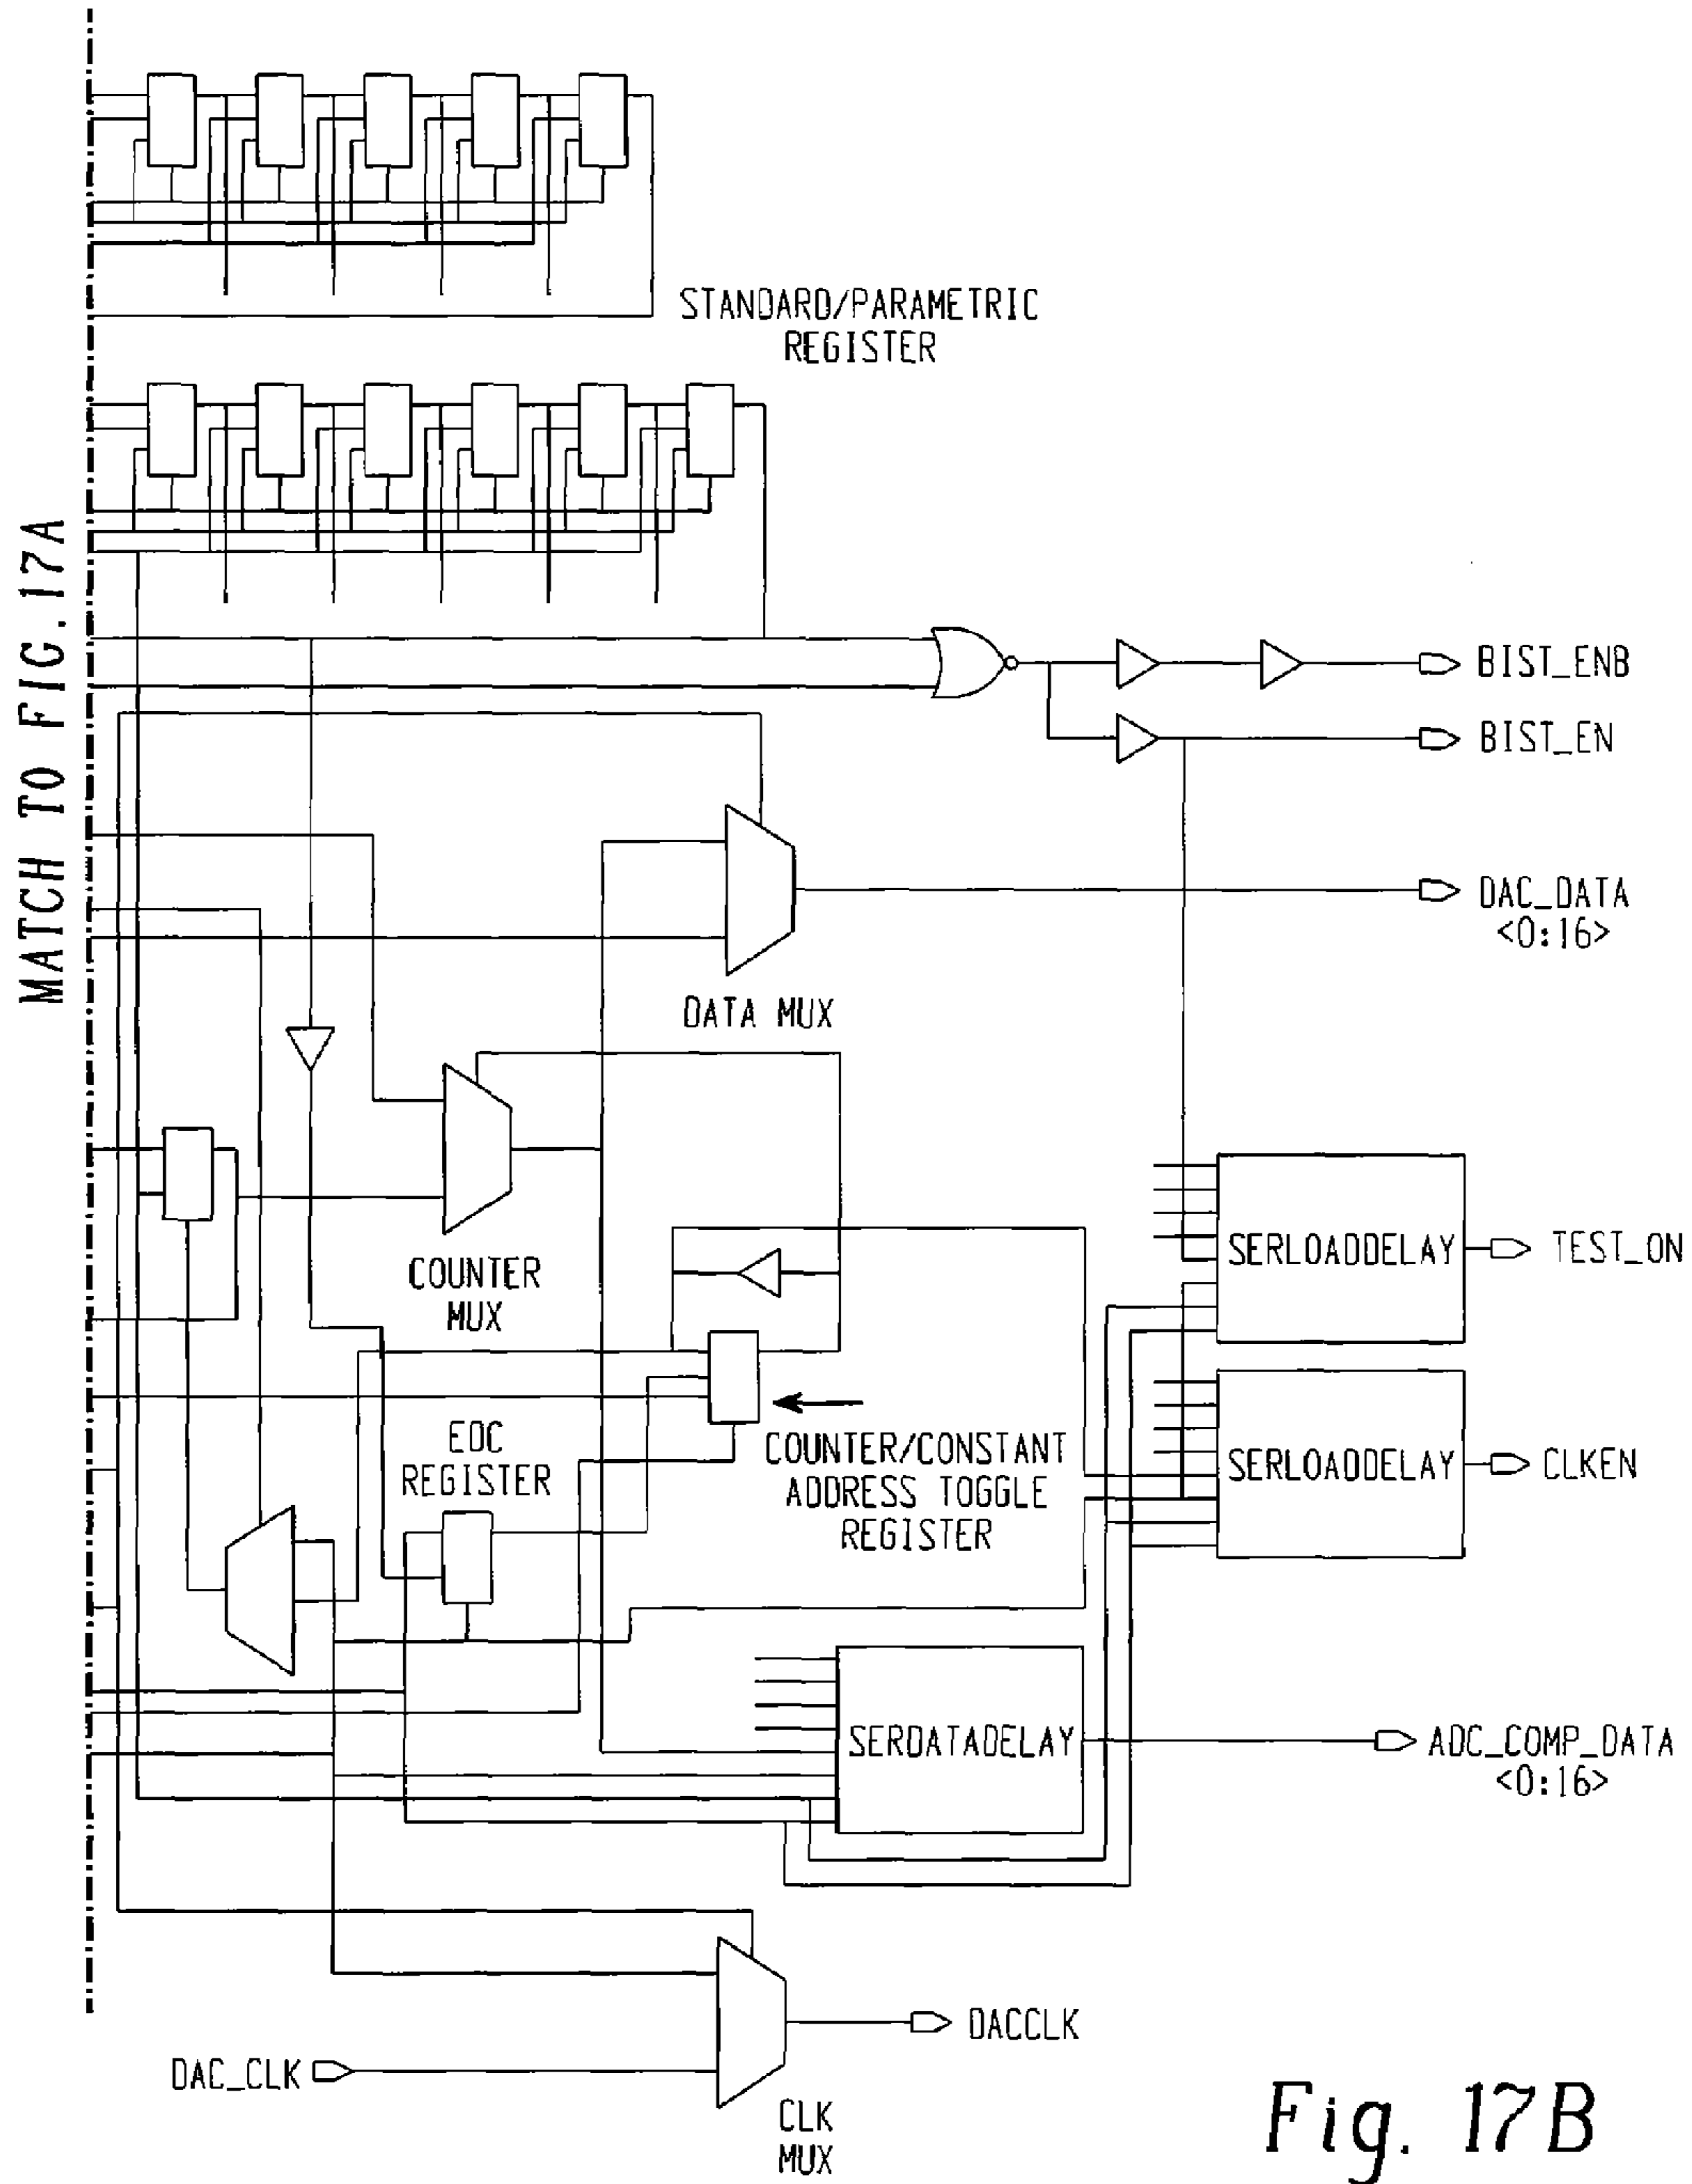 MATCH TO FIG.17A
STANDARD/PARAMETRIC
REGISTER
BIST_ENB
BIST_EN
DAC_DATA
<0:16>
DATA MUX
COUNTER
MUX
SERLOADDELAY
TEST_ON
EDC
REGISTER
COUNTER/CONSTANT
ADDRESS TOGGLE
REGISTER
SERLOADDELAY
CLKEN
SERDATADELAY
ADC_COMP_DATA
<0:16>
DACCLK
DAC_CLK
CLK
MUX
Fig. 17B